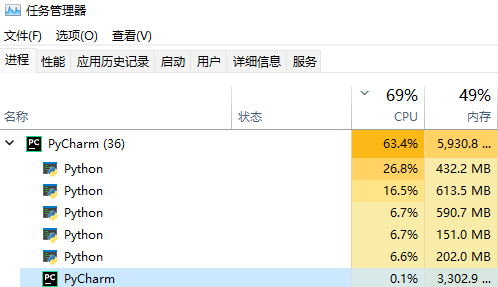 任务管理器
文件(F) 选项(O) 查看(V)
进程 性能 应用历史记录 启动 用户 详细信息 服务
69% 49%
名称 状态 CPU 内存
PyCharm (36) 63.4% 5,930.8 ...
Python 26.8% 432.2 MB
Python 16.5% 613.5 MB
Python 6.7% 590.7 MB
Python 6.7% 151.0 MB
Python 6.6% 202.0 MB
PyCharm 0.1% 3,302.9 ...